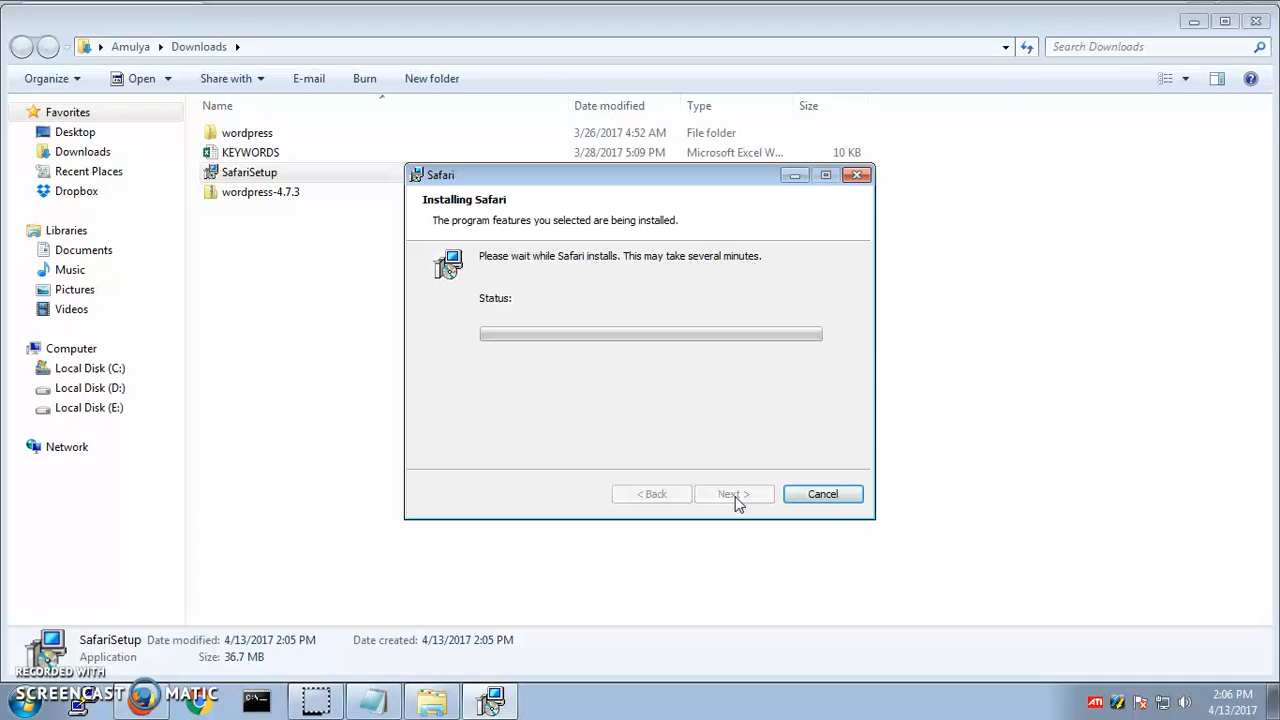 Amulya Downloads
Search Downloads
Organize Open Share with E-mail Burn New folder
Favorites
Desktop
Downloads
Recent Places
Dropbox
Libraries
Documents
Music
Pictures
Videos
Computer
Local Disk (C:)
Local Disk (D:)
Local Disk (E:)
Network
Name Date modified Type Size
wordpress 3/26/2017 4:52 AM File folder
KEYWORDS 3/28/2017 5:09 PM Microsoft Excel W... 10 KB
SafariSetup
wordpress-4.7.3
Safari
Installing Safari
The program features you selected are being installed.
Please wait while Safari installs. This may take several minutes.
Status:
< Back Next > Cancel
SafariSetup Date modified: 4/13/2017 2:05 PM Date created: 4/13/2017 2:05 PM
Application Size: 36.7 MB
RECORDED WITH
SCREENCAST MATIC
ATI
2:06 PM
4/13/2017